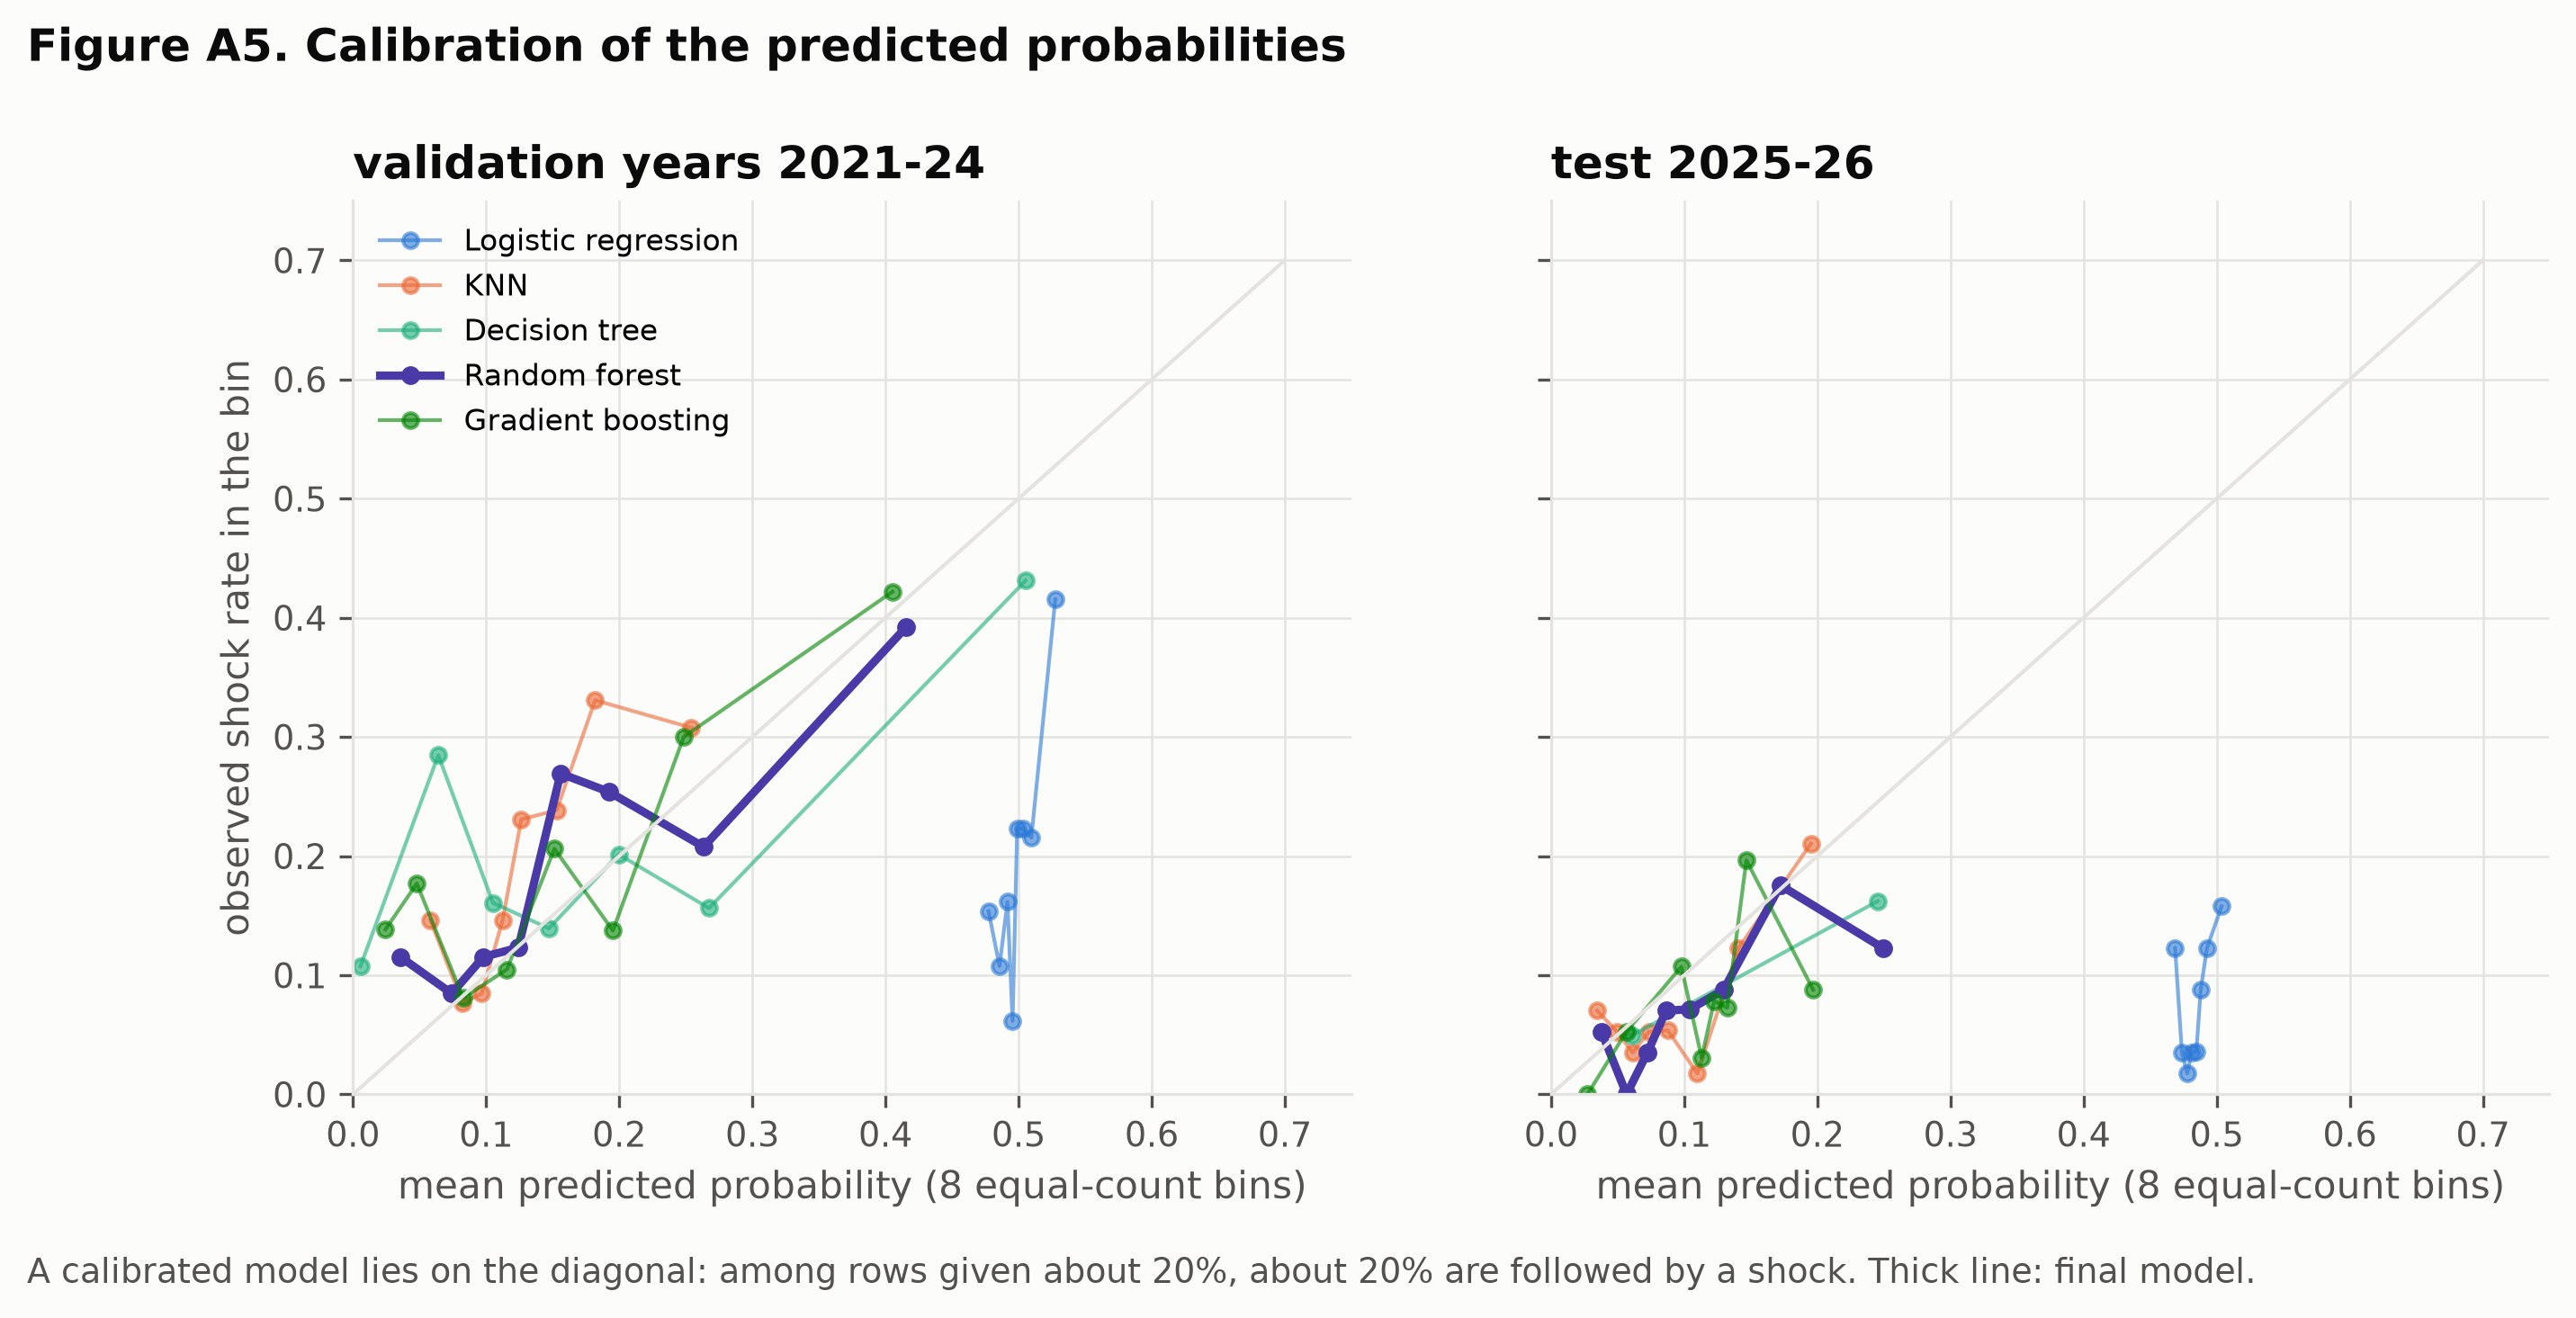 Figure A5. Calibration of the predicted probabilities
validation years 2021-24
test 2025-26
Logistic regression
KNN
Decision tree
Random forest
Gradient boosting
observed shock rate in the bin
0.7
0.6
0.5
0.4
0.3
0.2
0.1
0.0
0.0 0.1 0.2 0.3 0.4 0.5 0.6 0.7
0.0 0.1 0.2 0.3 0.4 0.5 0.6 0.7
mean predicted probability (8 equal-count bins)
mean predicted probability (8 equal-count bins)
A calibrated model lies on the diagonal: among rows given about 20%, about 20% are followed by a shock. Thick line: final model.